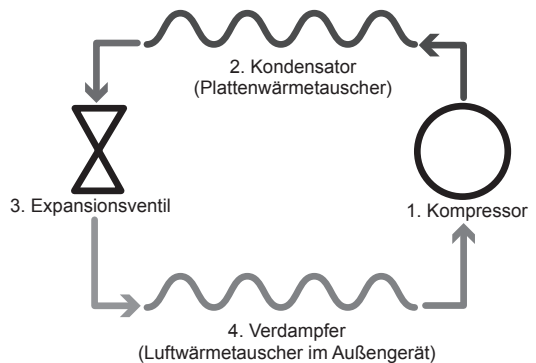 2. Kondensator
(Plattenwärmetauscher)
3. Expansionsventil
1. Kompressor
4. Verdampfer
(Luftwärmetauscher im Außengerät)